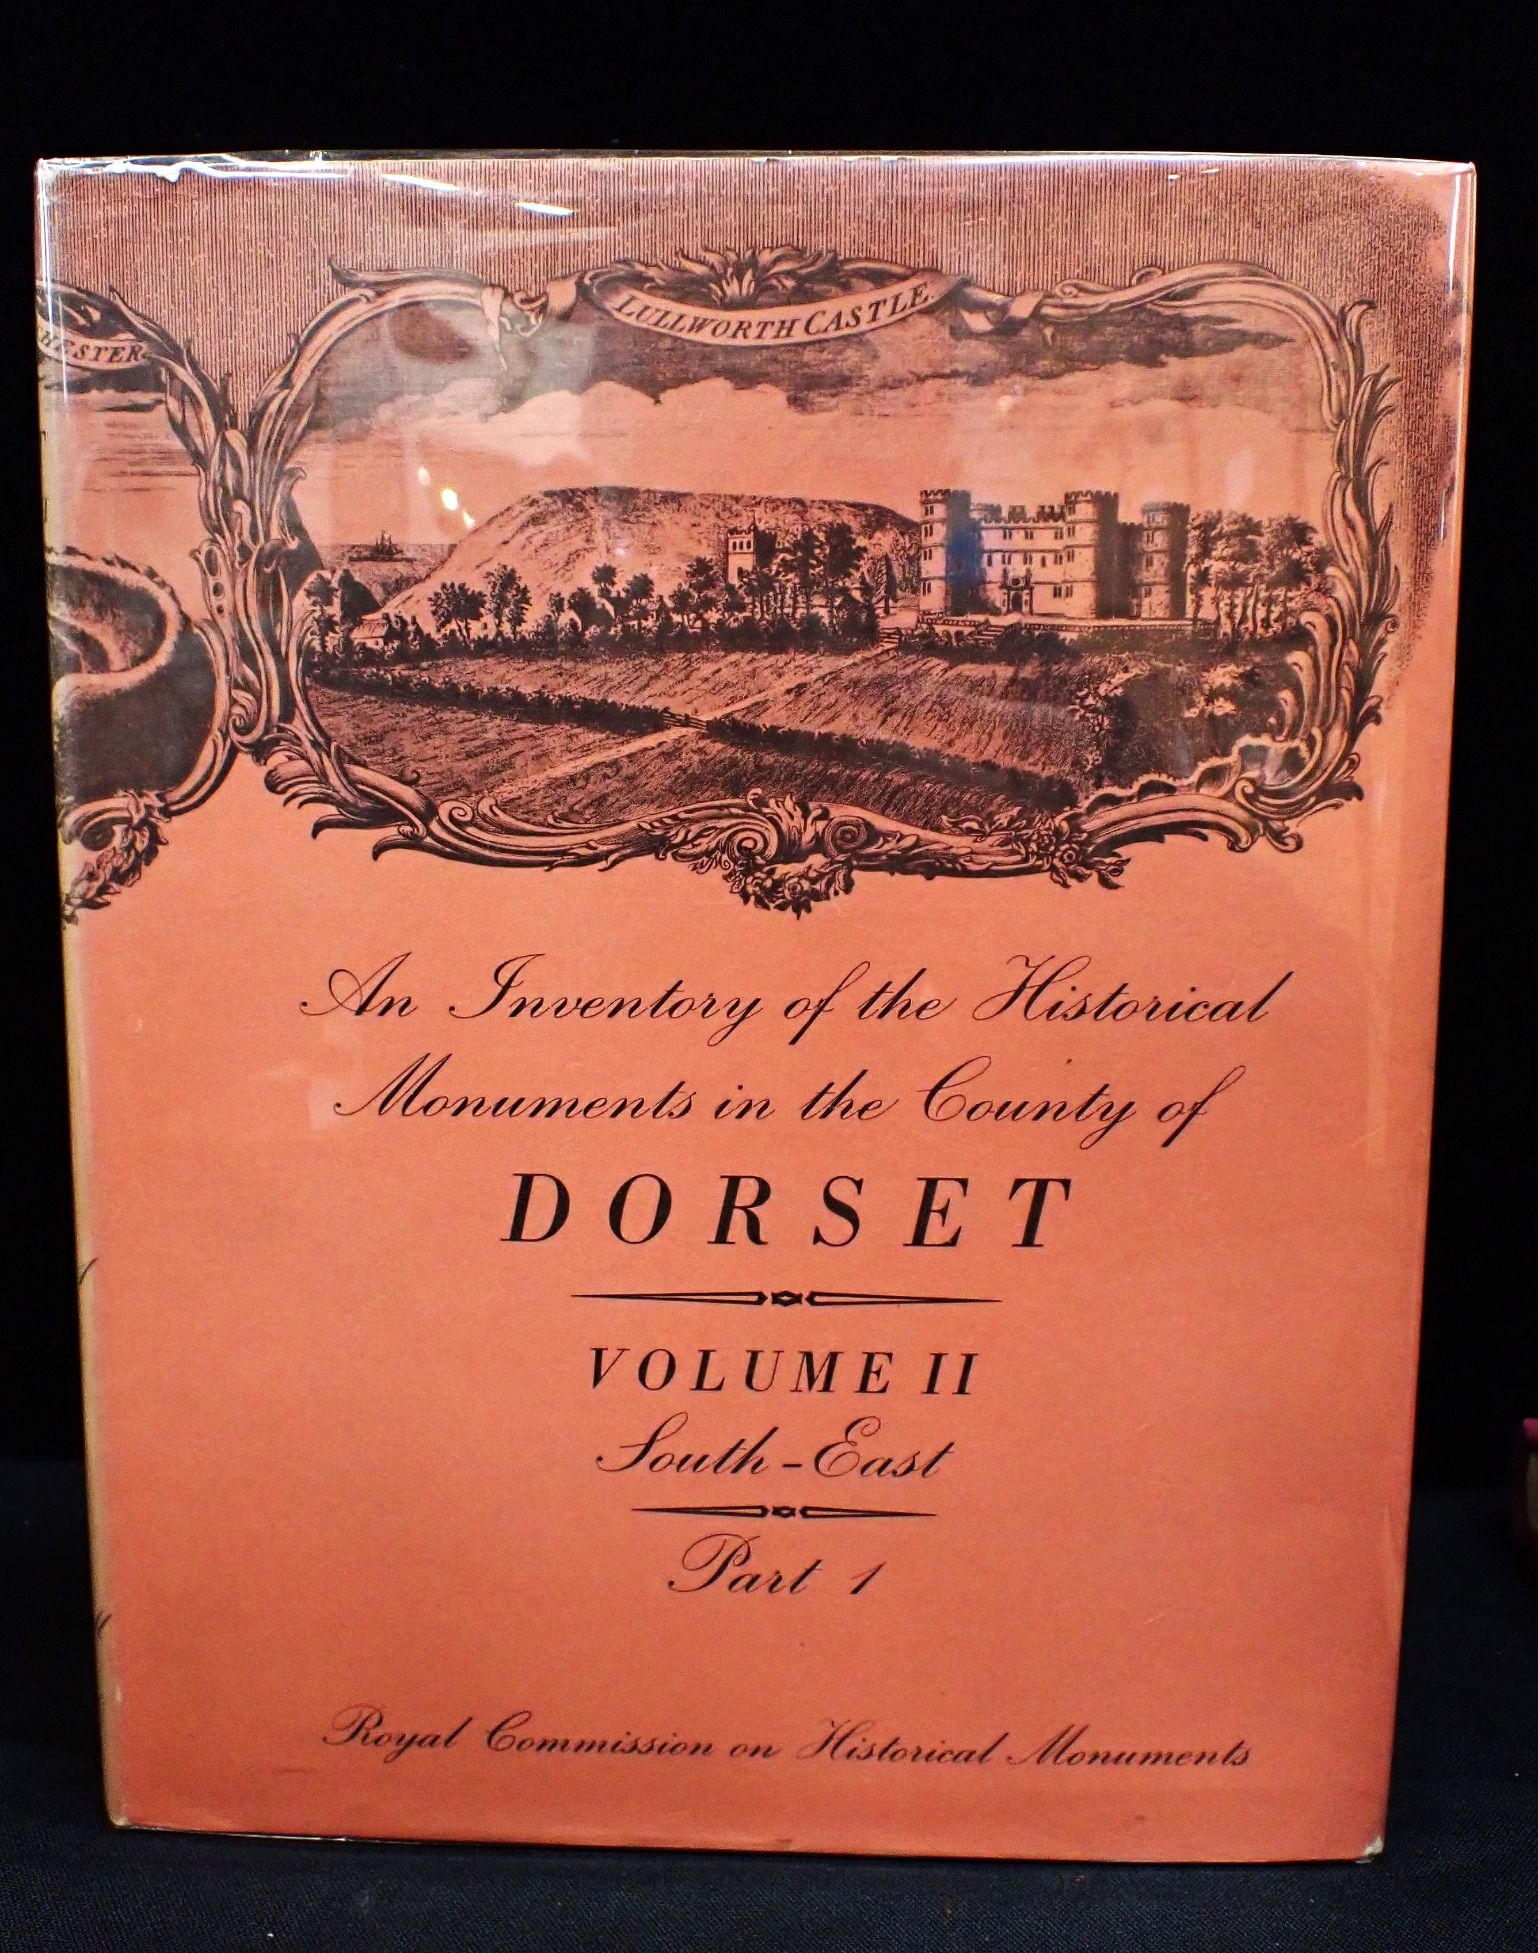 LULLWORTH CASTLE
An Inventory of the Historical
Monuments in the County of
DORSET
VOLUME II
South-East
Part 1
Royal Commission on Historical Monuments